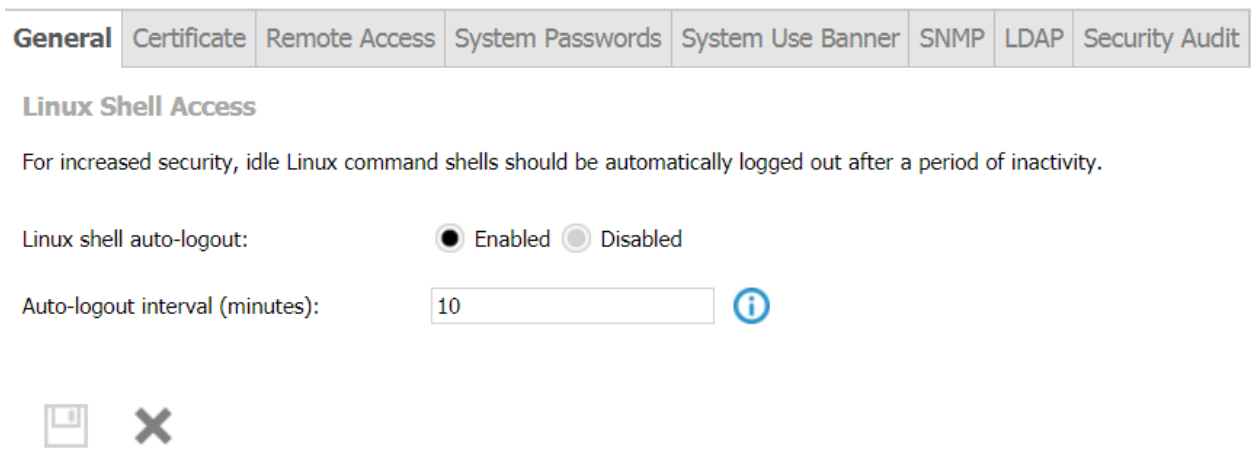 General Certificate Remote Access System Passwords System Use Banner SNMP LDAP Security Audit
Linux Shell Access
For increased security, idle Linux command shells should be automatically logged out after a period of inactivity.
Linux shell auto-logout: Enabled Disabled
Auto-logout interval (minutes): 10